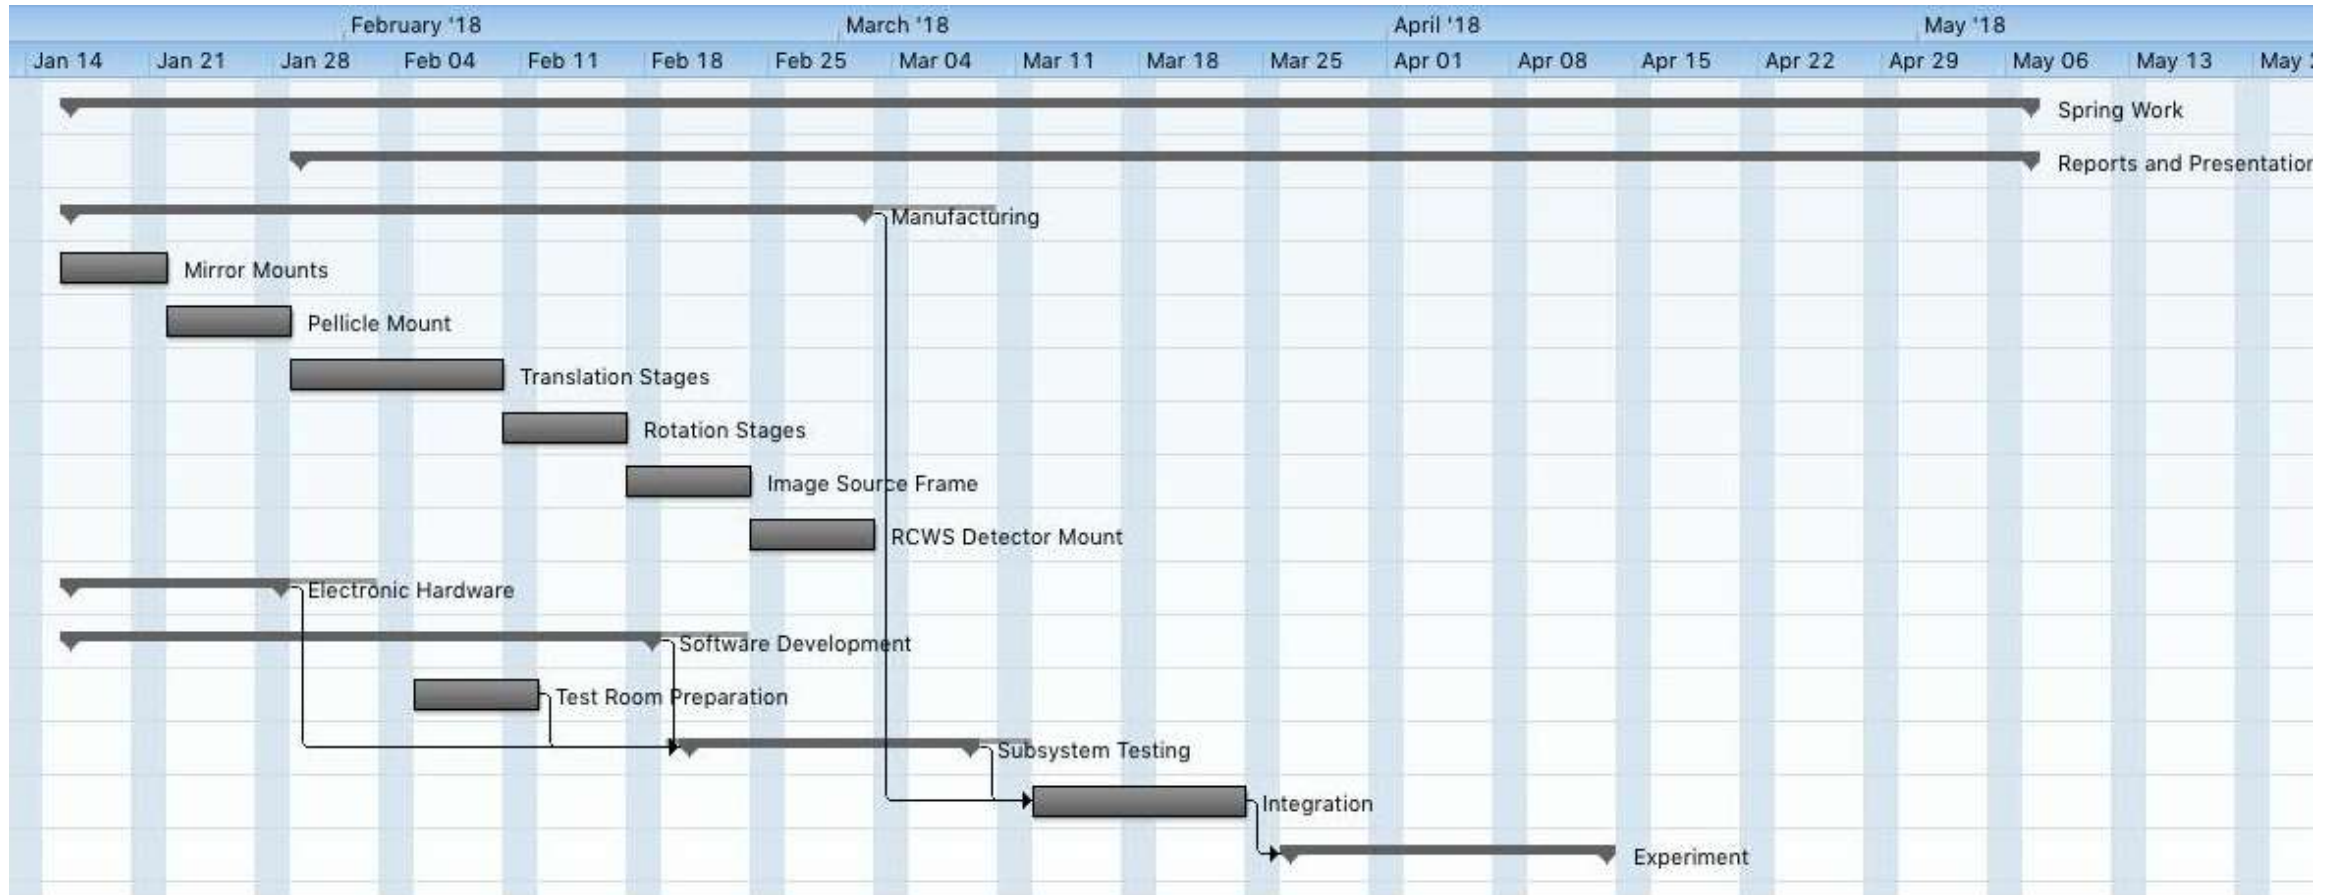 February '18 March '18 April '18 May '18
Jan 14 Jan 21 Jan 28 Feb 04 Feb 11 Feb 18 Feb 25 Mar 04 Mar 11 Mar 18 Mar 25 Apr 01 Apr 08 Apr 15 Apr 22 Apr 29 May 06 May 13 May
Spring Work
Reports and Presentation
Manufacturing
Mirror Mounts
Pellicle Mount
Translation Stages
Rotation Stages
Image Source Frame
RCWS Detector Mount
Electronic Hardware
Software Development
Test Room Preparation
Subsystem Testing
Integration
Experiment